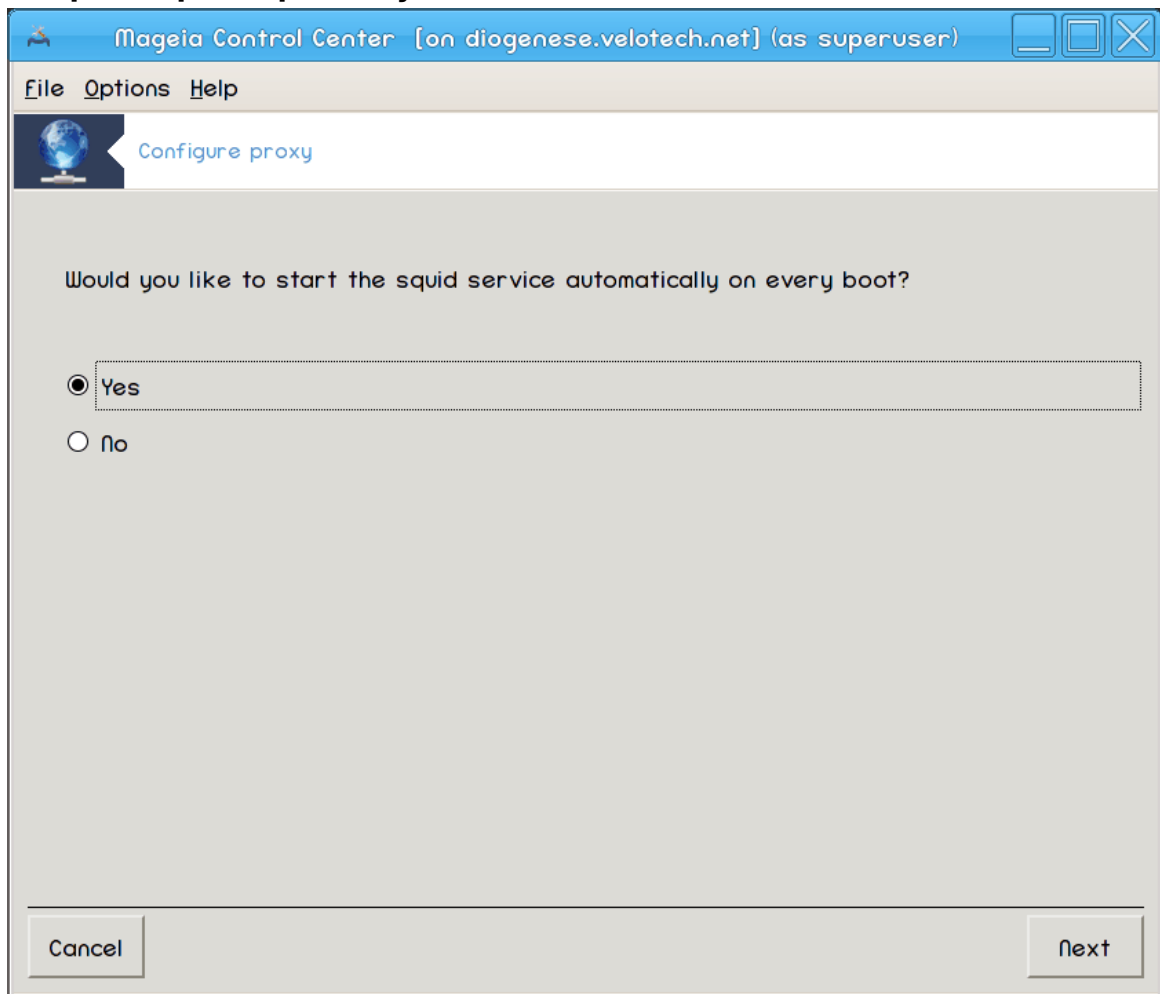 Mageia Control Center [on diogenese.velotech.net] (as superuser)
File Options Help
Configure proxy
Would you like to start the squid service automatically on every boot?
Yes
No
Cancel Next